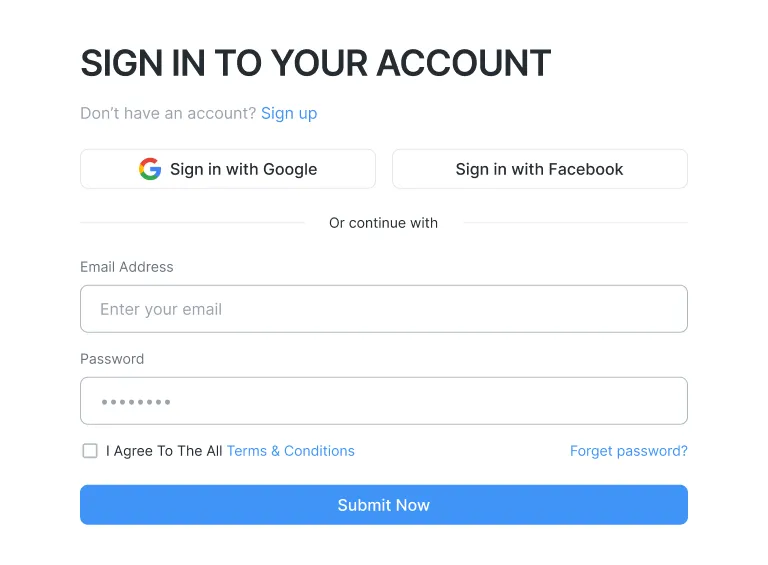 SIGN IN TO YOUR ACCOUNT
Don’t have an account? Sign up
Sign in with Google
Sign in with Facebook
Or continue with
Email Address
Enter your email
Password
••••••••
I Agree To The All Terms & Conditions
Forget password?
Submit Now